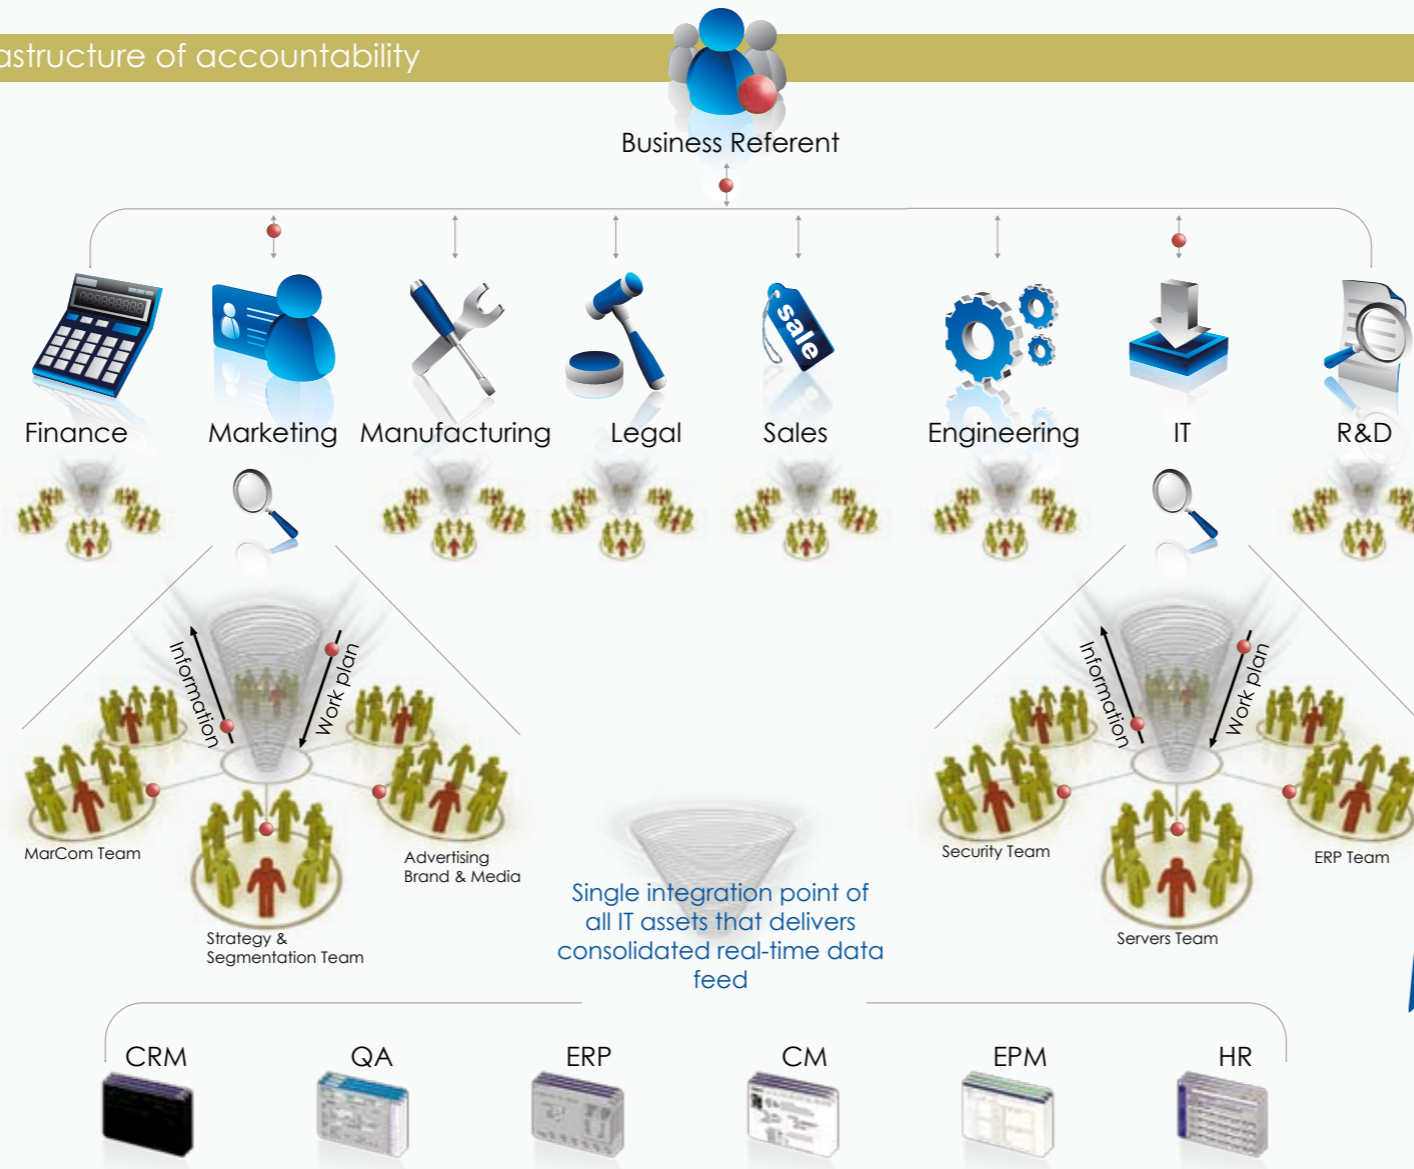 astructure of accountability
Business Referent
Finance
Marketing
Manufacturing
Legal
sale
Sales
Engineering
IT
R&D
Information
Work plan
MarCom Team
Strategy &
Segmentation Team
Advertising
Brand & Media
Information
Work plan
Security Team
Servers Team
ERP Team
Single integration point of
all IT assets that delivers
consolidated real-time data
feed
CRM
QA
ERP
CM
EPM
HR